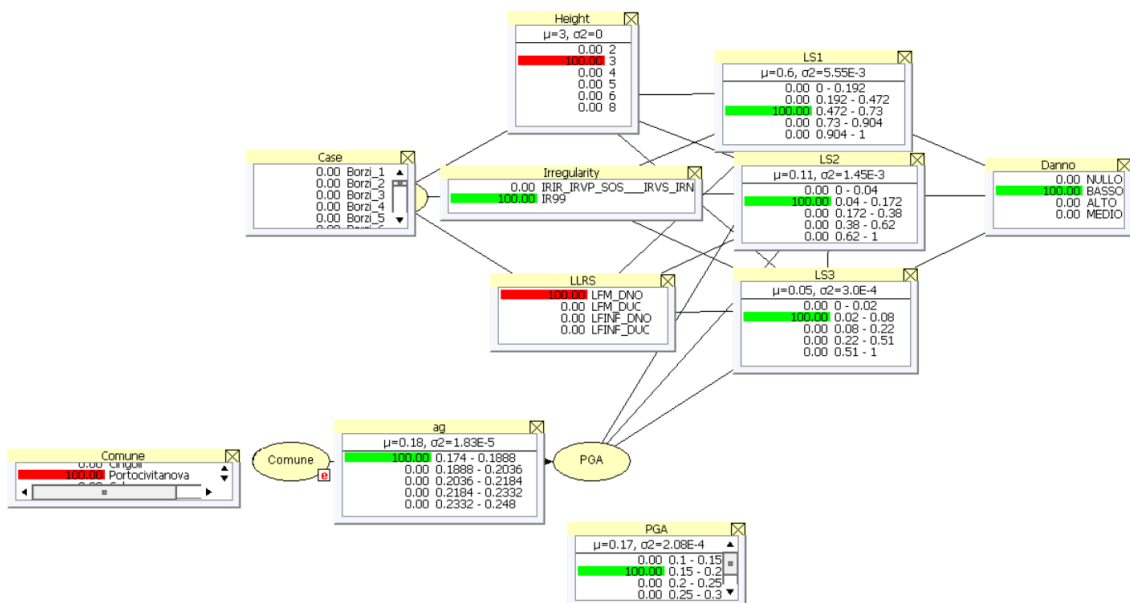 Height
μ=3, σ2=0
0.00 2
100.00 3
0.00 4
0.00 5
0.00 6
0.00 8
LS1
μ=0.6, σ2=5.55E-3
0.00 0 - 0.192
0.00 0.192 - 0.472
100.00 0.472 - 0.73
0.00 0.73 - 0.904
0.00 0.904 - 1
Case
0.00 Borzi_1
0.00 Borzi_2
0.00 Borzi_3
0.00 Borzi_4
0.00 Borzi_5
0.00 Borzi_6
Irregularity
0.00 IRIR_IRVP_SOS___IRVS_IRN
100.00 IR99
LS2
μ=0.11, σ2=1.45E-3
0.00 0 - 0.04
100.00 0.04 - 0.172
0.00 0.172 - 0.38
0.00 0.38 - 0.62
0.00 0.62 - 1
Danno
0.00 NULLO
100.00 BASSO
0.00 ALTO
0.00 MEDIO
LLRS
100.00 LFM_DNO
0.00 LFM_DUC
0.00 LFINF_DNO
0.00 LFINF_DUC
LS3
μ=0.05, σ2=3.0E-4
0.00 0 - 0.02
100.00 0.02 - 0.08
0.00 0.08 - 0.22
0.00 0.22 - 0.51
0.00 0.51 - 1
Comune
0.00 Cingoli
100.00 Portocivitanova
0.00
Comune
e
ag
μ=0.18, σ2=1.83E-5
100.00 0.174 - 0.1888
0.00 0.1888 - 0.2036
0.00 0.2036 - 0.2184
0.00 0.2184 - 0.2332
0.00 0.2332 - 0.248
PGA
PGA
μ=0.17, σ2=2.08E-4
0.00 0.1 - 0.15
100.00 0.15 - 0.2
0.00 0.2 - 0.25
0.00 0.25 - 0.3